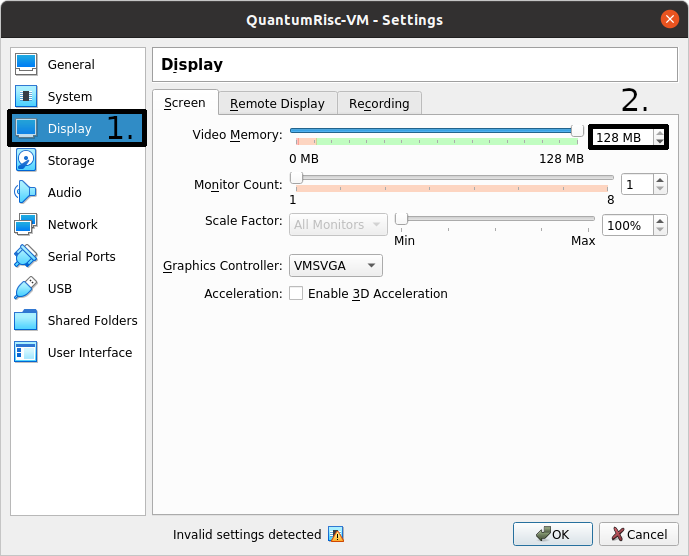 QuantumRisc-VM - Settings
General
System
Display 1.
Storage
Audio
Network
Serial Ports
USB
Shared Folders
User Interface
Display
Screen Remote Display Recording
2.
Video Memory: 128 MB
0 MB 128 MB
Monitor Count: 1
1 8
Scale Factor: All Monitors 100%
Min Max
Graphics Controller: VMSVGA
Acceleration: Enable 3D Acceleration
Invalid settings detected OK Cancel